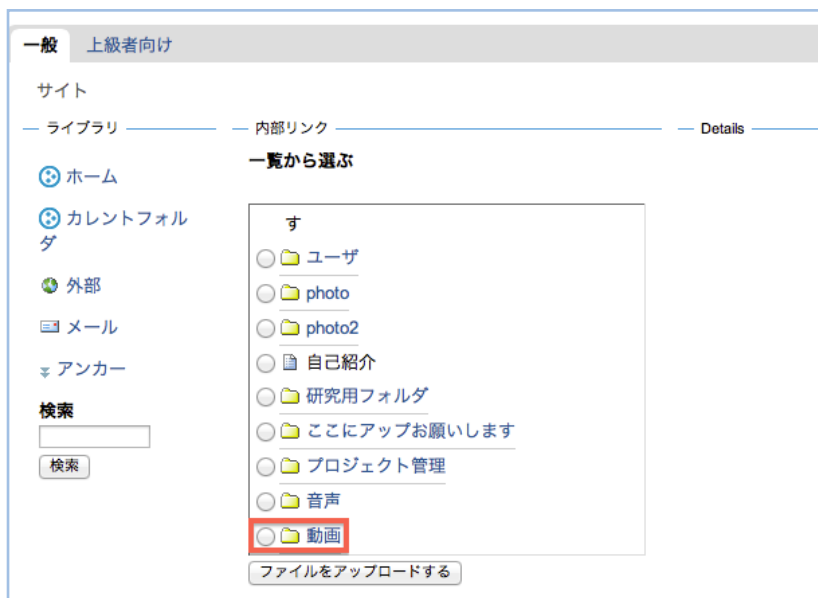 一般 上級者向け
サイト
ライブラリ
ホーム
カレントフォル
ダ
外部
メール
アンカー
検索
検索
内部リンク
一覧から選ぶ
す
ユーザ
photo
photo2
自己紹介
研究用フォルダ
ここにアップお願いします
プロジェクト管理
音声
動画
ファイルをアップロードする
Details